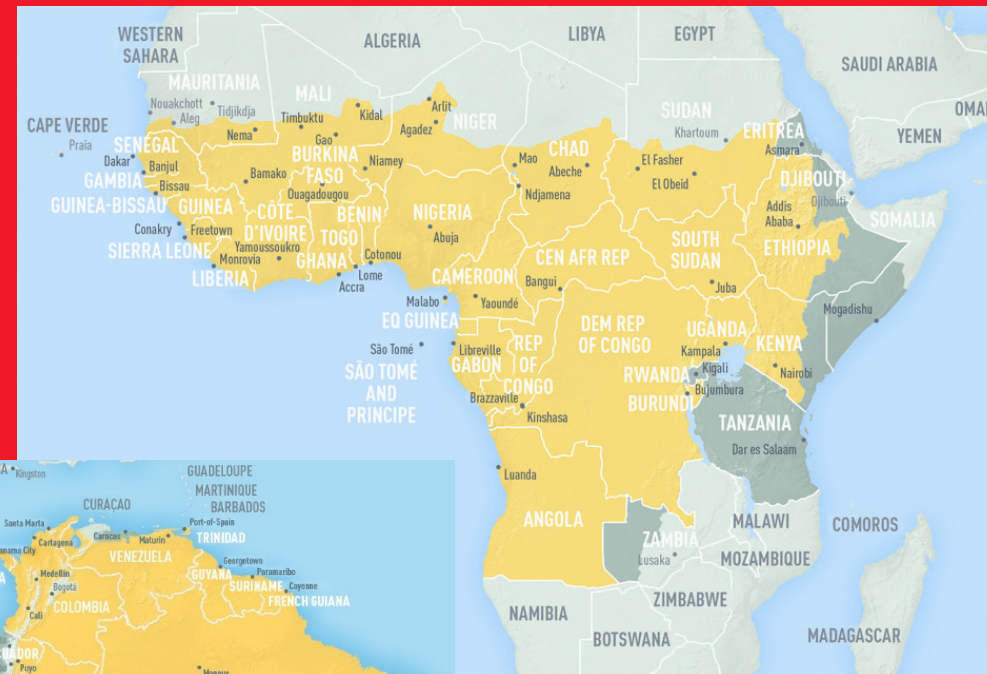 WESTERN
SAHARA
ALGERIA
LIBYA
EGYPT
SAUDI ARABIA
MAURITANIA
MALI
NIGER
SUDAN
ERITREA
OMA
YEMEN
CAPE VERDE
Praia
Nouakchott
Aleg
Tidjikdja
Timbuktu
Kidal
Arlit
Agadez
Khartoum
Asmara
SENEGAL
Dakar
Nema
Gao
BURKINA
FASO
Niamey
Mao
CHAD
Abeche
El Fasher
El Obeid
DJIBOUTI
Djibouti
GAMBIA
Banjul
Bamako
Ouagadougou
Ndjamena
Addis
Ababa
SOMALIA
GUINEA-BISSAU
Bissau
GUINEA
CÔTE
D'IVOIRE
BENIN
NIGERIA
Abuja
Conakry
Freetown
SIERRA LEONE
Yamoussoukro
Monrovia
LIBERIA
TOGO
GHANA
Cotonou
Lome
Accra
CAMEROON
CEN AFR REP
SOUTH
SUDAN
ETHIOPIA
Bangui
Juba
Malabo
Yaoundé
EQ GUINEA
Mogadishu
São Tomé
SÃO TOMÉ
AND
PRINCIPE
Libreville
GABON
REP
OF
CONGO
DEM REP
OF CONGO
UGANDA
Kampala
KENYA
Nairobi
RWANDA
Kigali
BURUNDI
Bujumbura
Brazzaville
Kinshasa
TANZANIA
Dar es Salaam
Luanda
ANGOLA
ZAMBIA
Lusaka
MALAWI
MOZAMBIQUE
COMOROS
NAMIBIA
ZIMBABWE
BOTSWANA
MADAGASCAR
A
Kingston
GUADELOUPE
MARTINIQUE
BARBADOS
CURAÇAO
Santa Marta
Cartagena
Caracas
Maturin
Port-of-Spain
TRINIDAD
anama City
VENEZUELA
Medellín
Bogotá
COLOMBIA
Cali
Georgetown
GUYANA
Paramaribo
SURINAME
Cayenne
FRENCH GUIANA
UADOR
Puyo